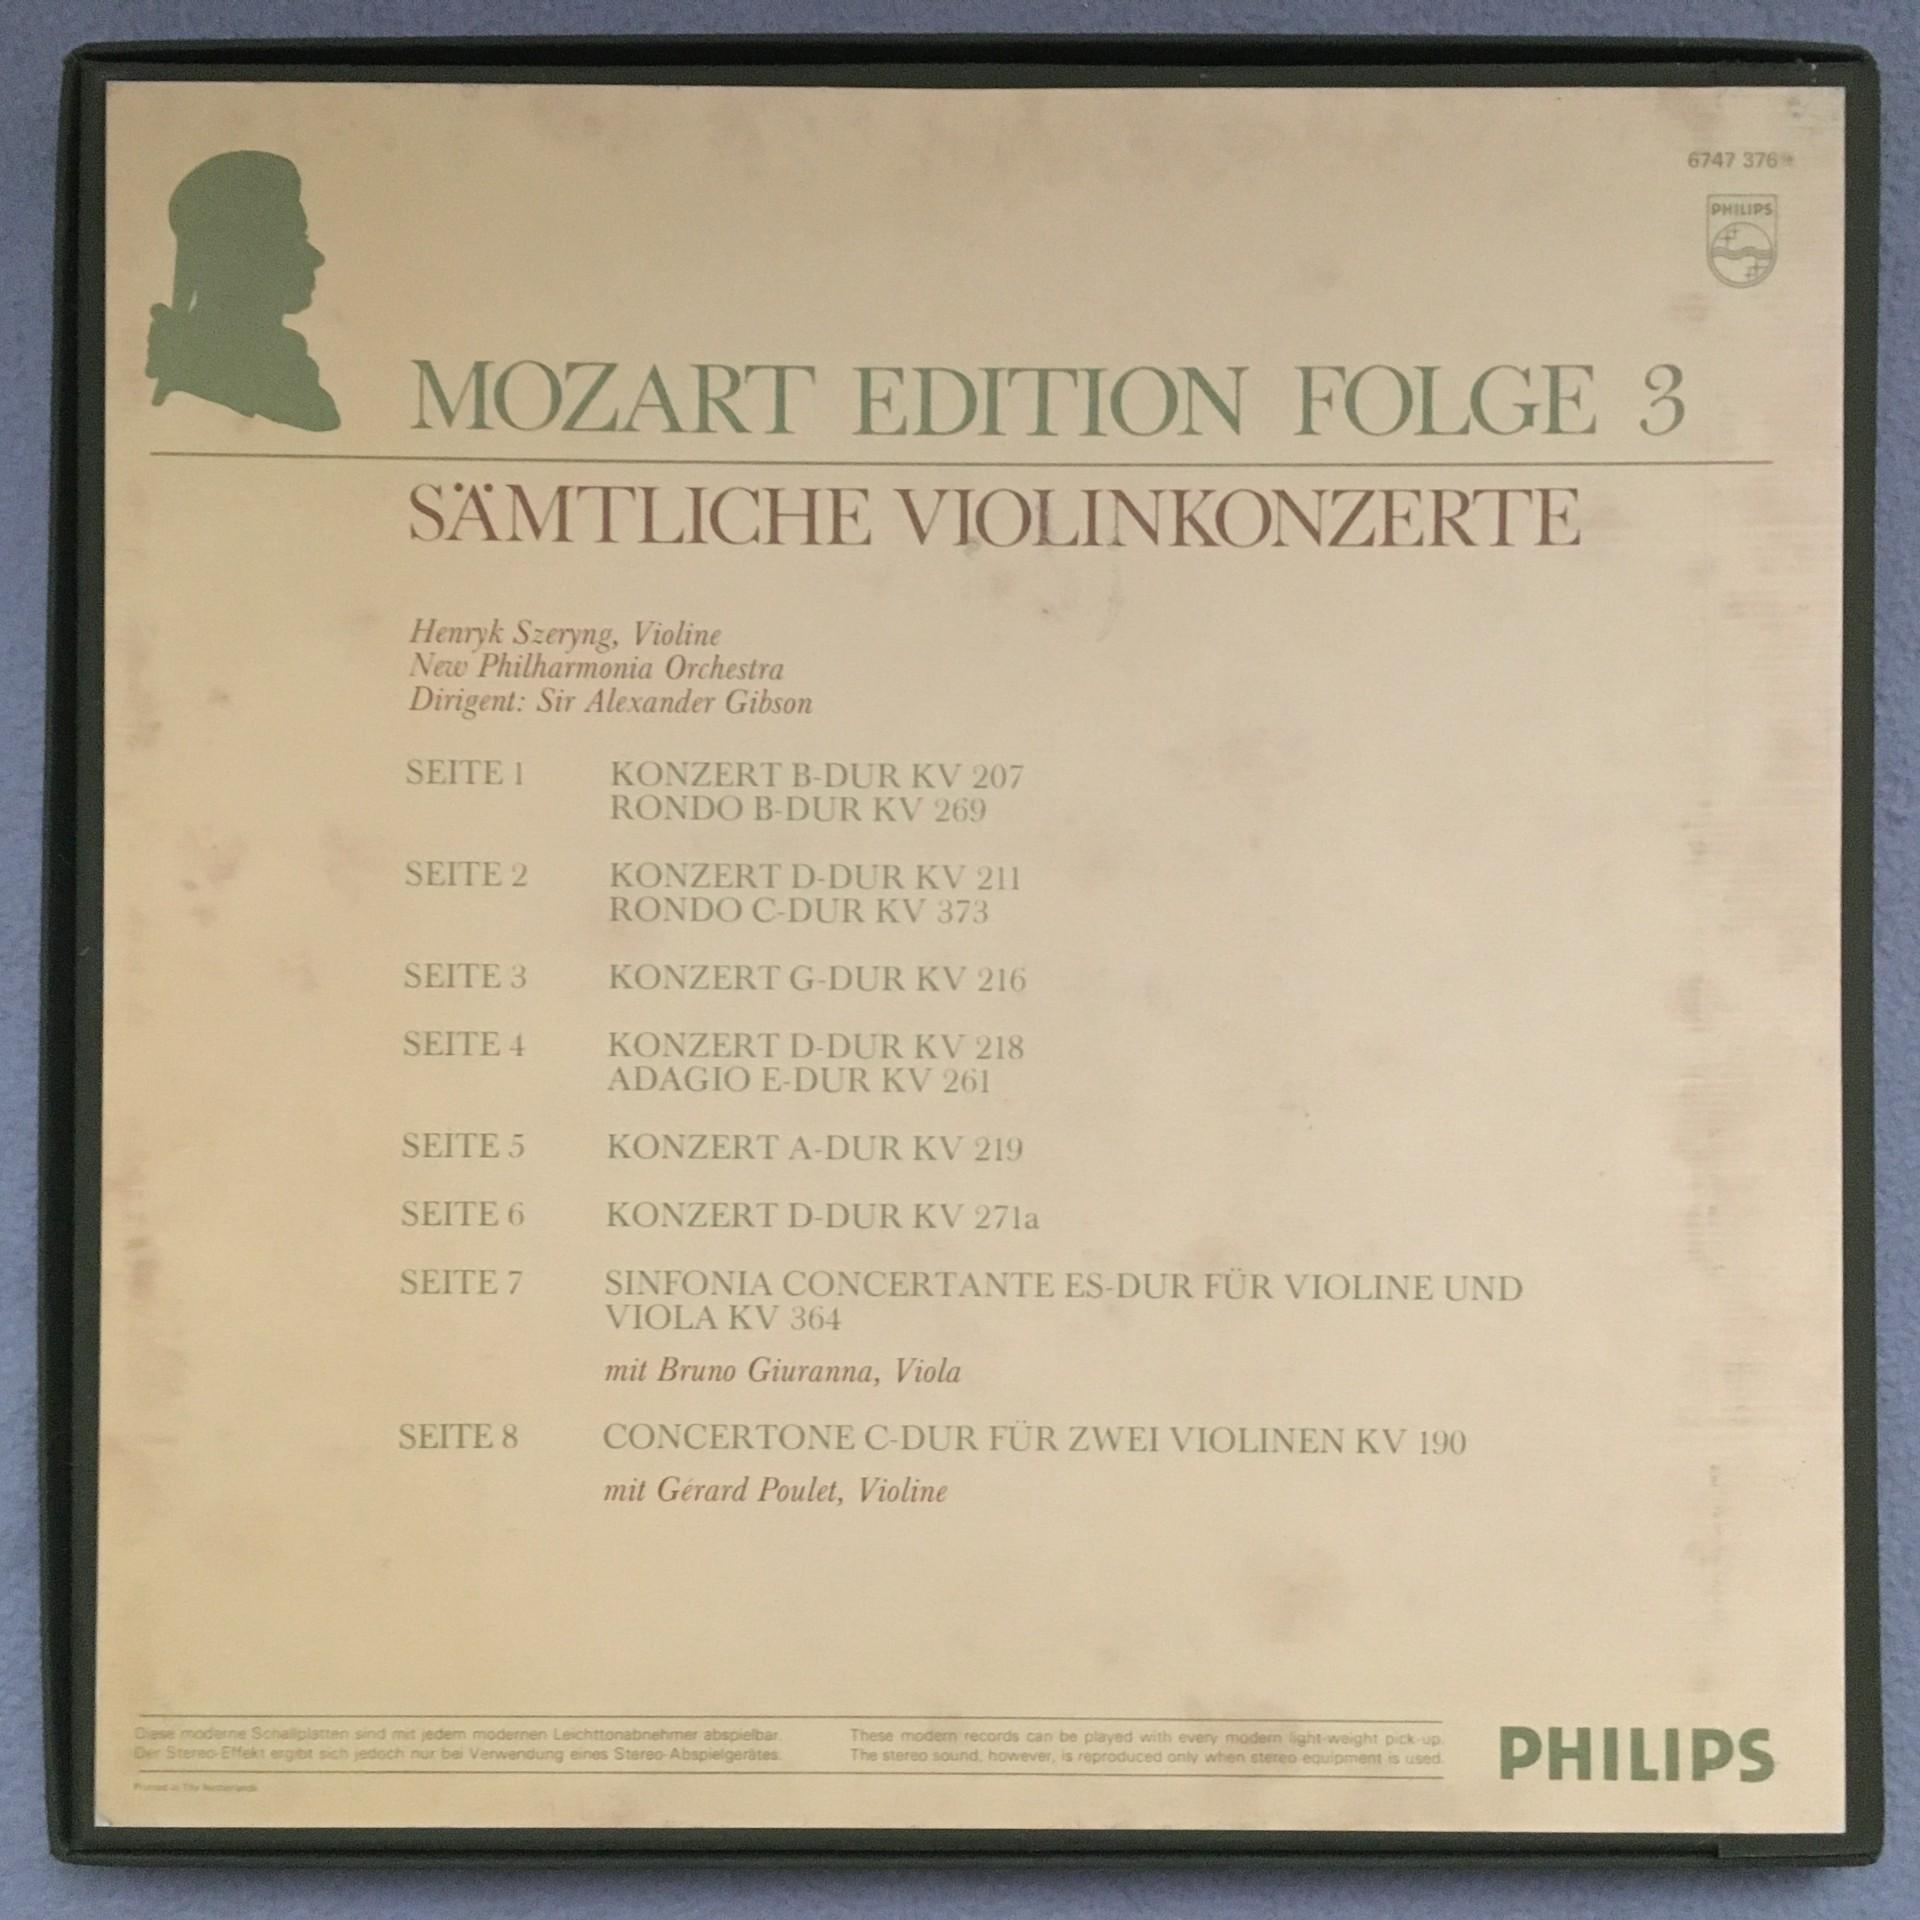 6747 376
PHILIPS
MOZART EDITION FOLGE 3
SÄMTLICHE VIOLINKONZERTE
Henryk Szeryng, Violine
New Philharmonia Orchestra
Dirigent: Sir Alexander Gibson
SEITE 1 KONZERT B-DUR KV 207
RONDO B-DUR KV 269
SEITE 2 KONZERT D-DUR KV 211
RONDO C-DUR KV 373
SEITE 3 KONZERT G-DUR KV 216
SEITE 4 KONZERT D-DUR KV 218
ADAGIO E-DUR KV 261
SEITE 5 KONZERT A-DUR KV 219
SEITE 6 KONZERT D-DUR KV 271a
SEITE 7 SINFONIA CONCERTANTE ES-DUR FÜR VIOLINE UND
VIOLA KV 364
mit Bruno Giuranna, Viola
SEITE 8 CONCERTONE C-DUR FÜR ZWEI VIOLINEN KV 190
mit Gérard Poulet, Violine
Diese moderne Schallplatten sind mit jedem modernen Leichttonabnehmer abspielbar.
Der Stereo-Effekt ergibt sich jedoch nur bei Verwendung eines Stereo-Abspielgerätes.
These modern records can be played with every modern light-weight pick-up.
The stereo sound, however, is reproduced only when stereo equipment is used.
Printed in The Netherlands
PHILIPS